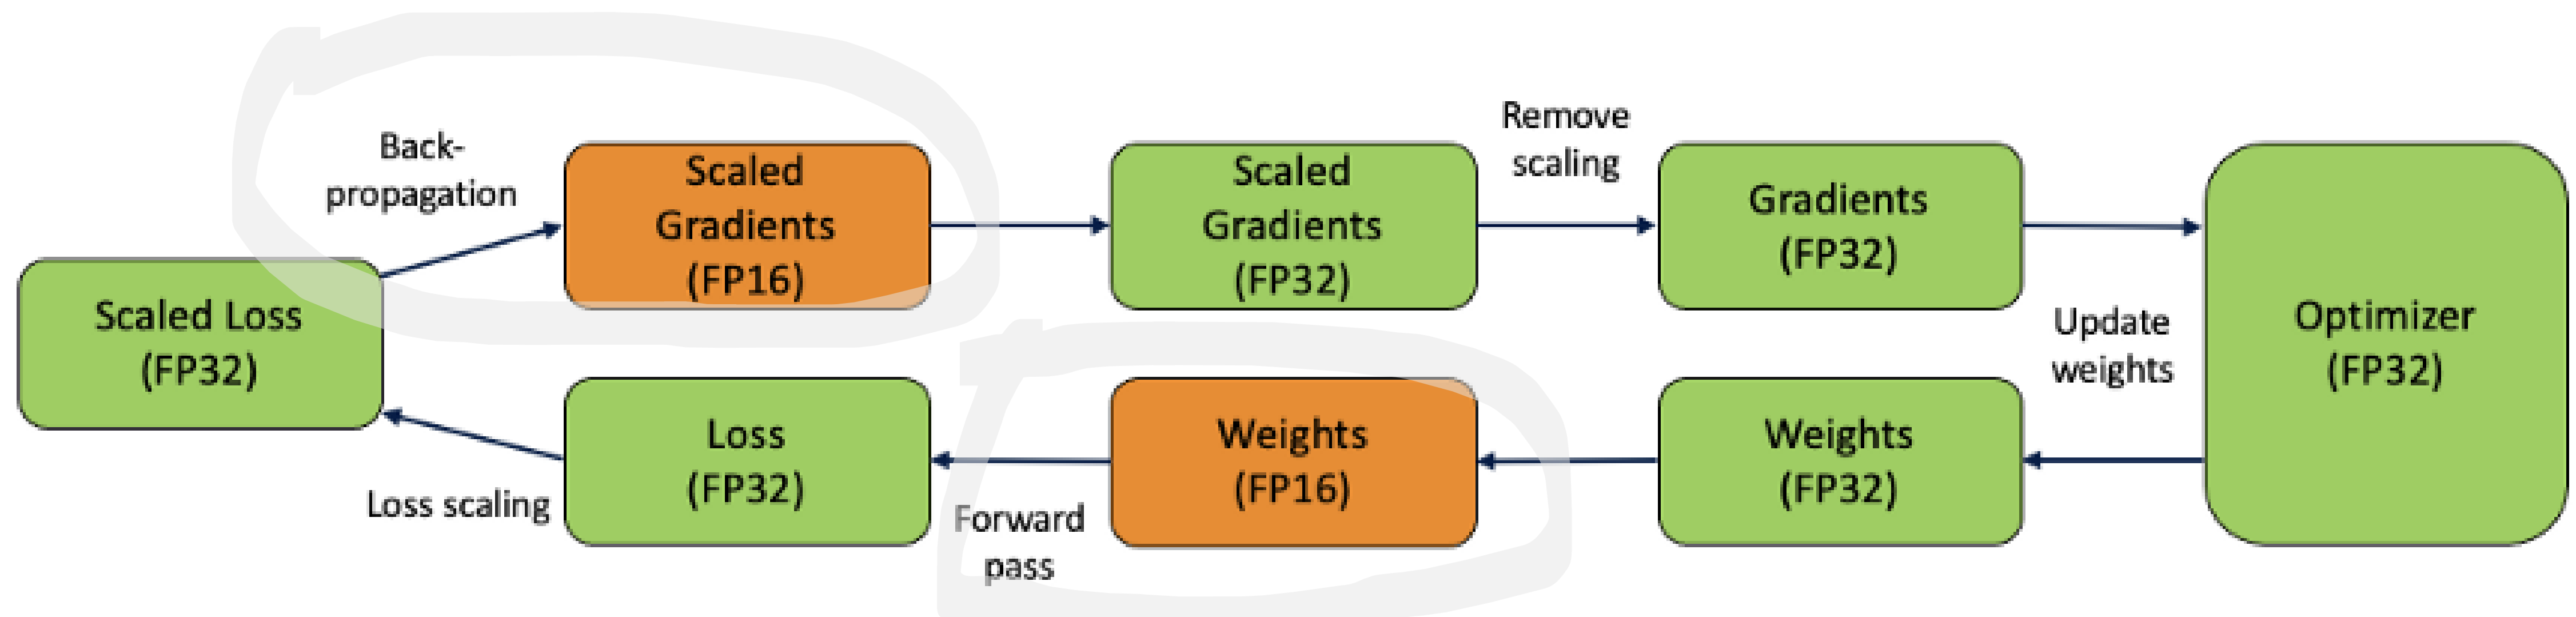 Back-
propagation
Scaled
Gradients
(FP16)
Scaled
Gradients
(FP32)
Remove
scaling
Gradients
(FP32)
Scaled Loss
(FP32)
Update
weights
Optimizer
(FP32)
Loss scaling
Loss
(FP32)
Forward
pass
Weights
(FP16)
Weights
(FP32)